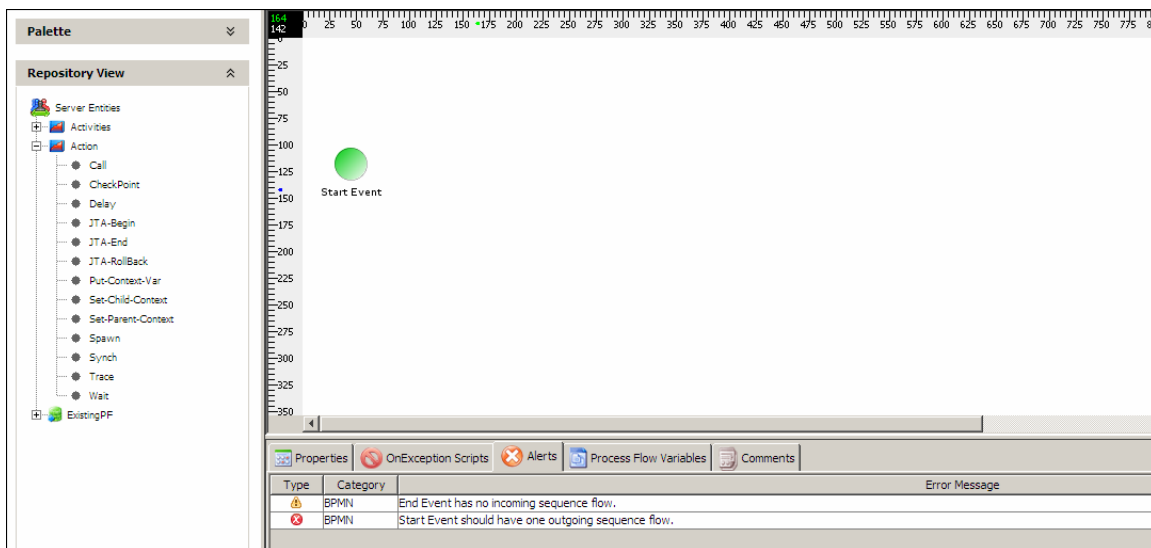 Palette
Repository View
Server Entities
Activities
Action
Call
CheckPoint
Delay
JTA-Begin
JTA-End
JTA-RollBack
Put-Context-Var
Set-Child-Context
Set-Parent-Context
Spawn
Synch
Trace
Wait
ExistingPF
164
142
0 25 50 75 100 125 150 175 200 225 250 275 300 325 350 375 400 425 450 475 500 525 550 575 600 625 650 675 700 725 750 775
0
25
50
75
100
125
150
175
200
225
250
275
300
325
350
Start Event
Properties OnException Scripts Alerts Process Flow Variables Comments
Type Category Error Message
BPMN End Event has no incoming sequence flow.
BPMN Start Event should have one outgoing sequence flow.